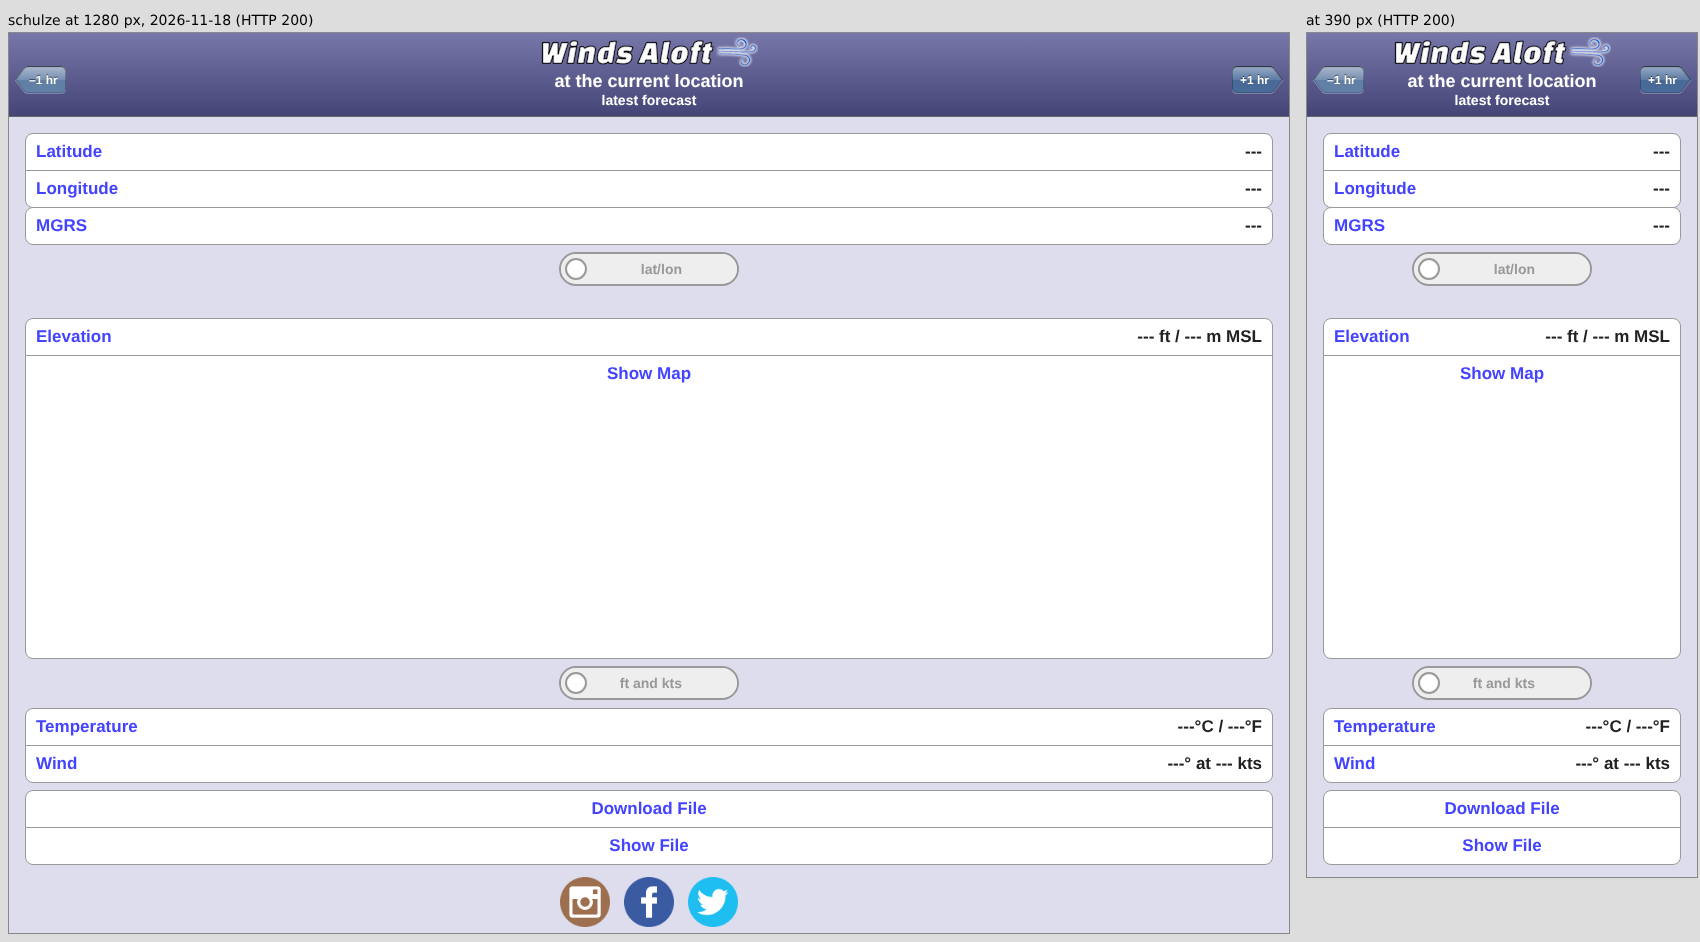 schulze at 1280 px, 2026-11-18 (HTTP 200)
Winds Aloft
at the current location
latest forecast
−1 hr
+1 hr
Latitude ---
Longitude ---
MGRS ---
lat/lon
Elevation --- ft / --- m MSL
Show Map
ft and kts
Temperature ---°C / ---°F
Wind ---° at --- kts
Download File
Show File
at 390 px (HTTP 200)
Winds Aloft
at the current location
latest forecast
−1 hr
+1 hr
Latitude ---
Longitude ---
MGRS ---
lat/lon
Elevation --- ft / --- m MSL
Show Map
ft and kts
Temperature ---°C / ---°F
Wind ---° at --- kts
Download File
Show File